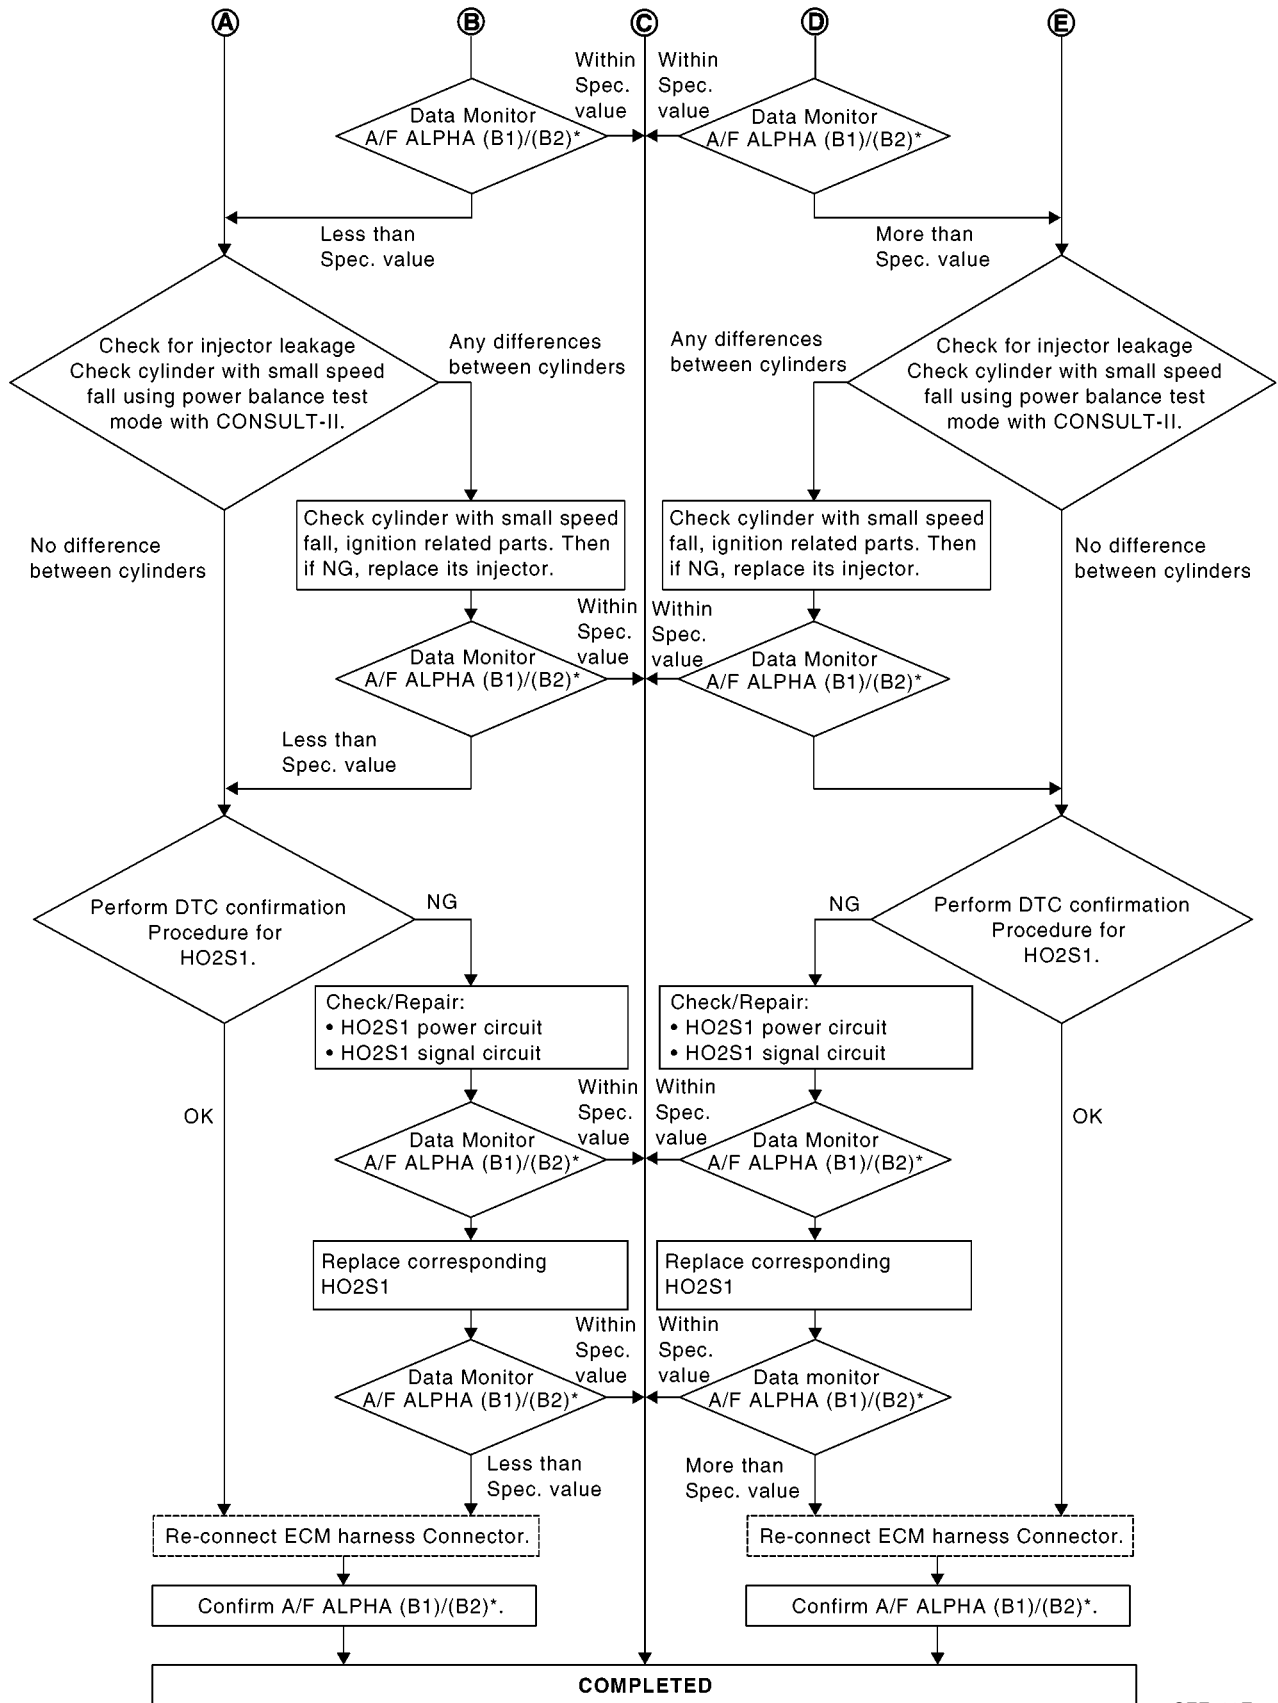 A
B
C
D
E
Within
Spec.
value
Within
Spec.
value
Data Monitor
A/F ALPHA (B1)/(B2)*
Data Monitor
A/F ALPHA (B1)/(B2)*
Less than
Spec. value
More than
Spec. value
Check for injector leakage
Check cylinder with small speed
fall using power balance test
mode with CONSULT-II.
Any differences
between cylinders
Any differences
between cylinders
Check for injector leakage
Check cylinder with small speed
fall using power balance test
mode with CONSULT-II.
No difference
between cylinders
Check cylinder with small speed
fall, ignition related parts. Then
if NG, replace its injector.
Check cylinder with small speed
fall, ignition related parts. Then
if NG, replace its injector.
No difference
between cylinders
Within
Spec.
value
Within
Spec.
value
Data Monitor
A/F ALPHA (B1)/(B2)*
Data Monitor
A/F ALPHA (B1)/(B2)*
Less than
Spec. value
Perform DTC confirmation
Procedure for
HO2S1.
NG
NG
Perform DTC confirmation
Procedure for
HO2S1.
Check/Repair:
• HO2S1 power circuit
• HO2S1 signal circuit
Check/Repair:
• HO2S1 power circuit
• HO2S1 signal circuit
OK
Within
Spec.
value
Within
Spec.
value
OK
Data Monitor
A/F ALPHA (B1)/(B2)*
Data Monitor
A/F ALPHA (B1)/(B2)*
Replace corresponding
HO2S1
Replace corresponding
HO2S1
Within
Spec.
value
Within
Spec.
value
Data Monitor
A/F ALPHA (B1)/(B2)*
Data monitor
A/F ALPHA (B1)/(B2)*
Less than
Spec. value
More than
Spec. value
Re-connect ECM harness Connector.
Re-connect ECM harness Connector.
Confirm A/F ALPHA (B1)/(B2)*.
Confirm A/F ALPHA (B1)/(B2)*.
COMPLETED